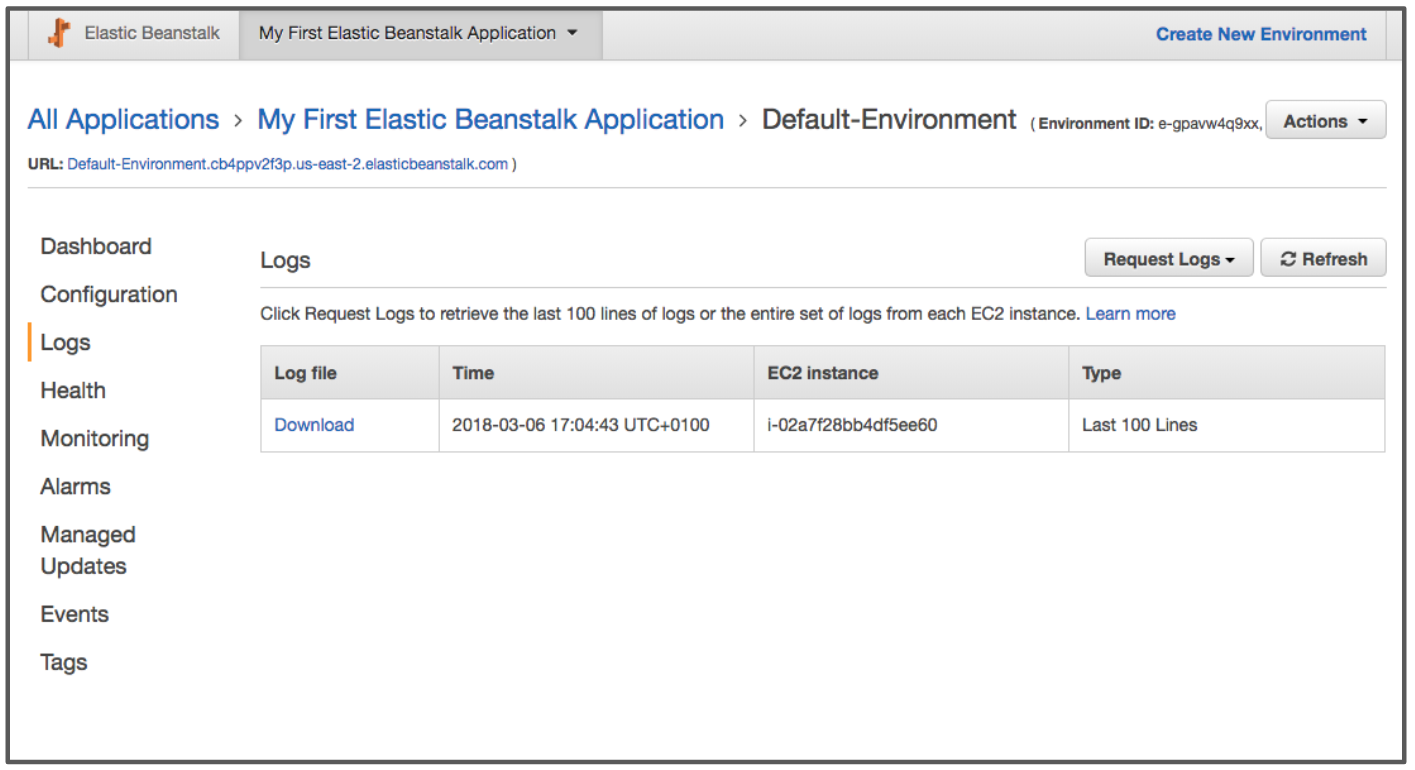 Elastic Beanstalk
My First Elastic Beanstalk Application
Create New Environment
All Applications › My First Elastic Beanstalk Application › Default-Environment ( Environment ID: e-gpavw4q9xx,
Actions
URL: Default-Environment.cb4ppv2f3p.us-east-2.elasticbeanstalk.com )
Dashboard
Configuration
Logs
Health
Monitoring
Alarms
Managed
Updates
Events
Tags
Logs
Request Logs
Refresh
Click Request Logs to retrieve the last 100 lines of logs or the entire set of logs from each EC2 instance. Learn more
Log file Time EC2 instance Type
Download 2018-03-06 17:04:43 UTC+0100 i-02a7f28bb4df5ee60 Last 100 Lines